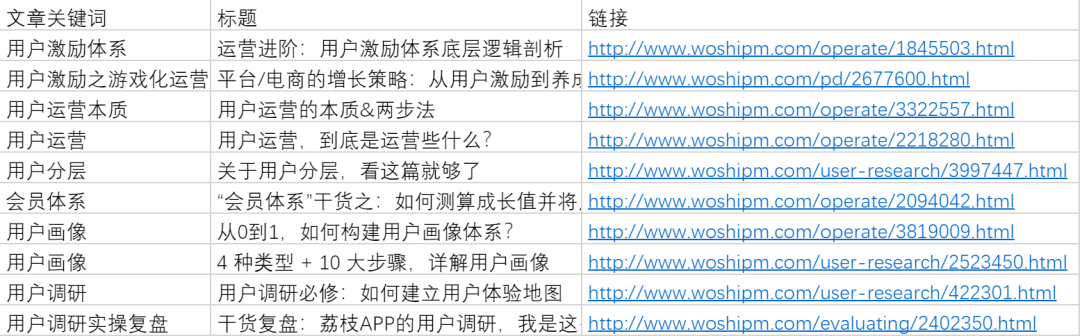 文章关键词 标题 链接
用户激励体系 运营进阶：用户激励体系底层逻辑剖析 http://www.woshipm.com/operate/1845503.html
用户激励之游戏化运营 平台/电商的增长策略：从用户激励到养成 http://www.woshipm.com/pd/2677600.html
用户运营本质 用户运营的本质&两步法 http://www.woshipm.com/operate/3322557.html
用户运营 用户运营，到底是运营些什么？ http://www.woshipm.com/operate/2218280.html
用户分层 关于用户分层，看这篇就够了 http://www.woshipm.com/user-research/3997447.html
会员体系 “会员体系”干货之：如何测算成长值并将 http://www.woshipm.com/operate/2094042.html
用户画像 从0到1，如何构建用户画像体系？ http://www.woshipm.com/operate/3819009.html
用户画像 4 种类型 + 10 大步骤，详解用户画像 http://www.woshipm.com/user-research/2523450.html
用户调研 用户调研必修：如何建立用户体验地图 http://www.woshipm.com/user-research/422301.html
用户调研实操复盘 干货复盘：荔枝APP的用户调研，我是这 http://www.woshipm.com/evaluating/2402350.html